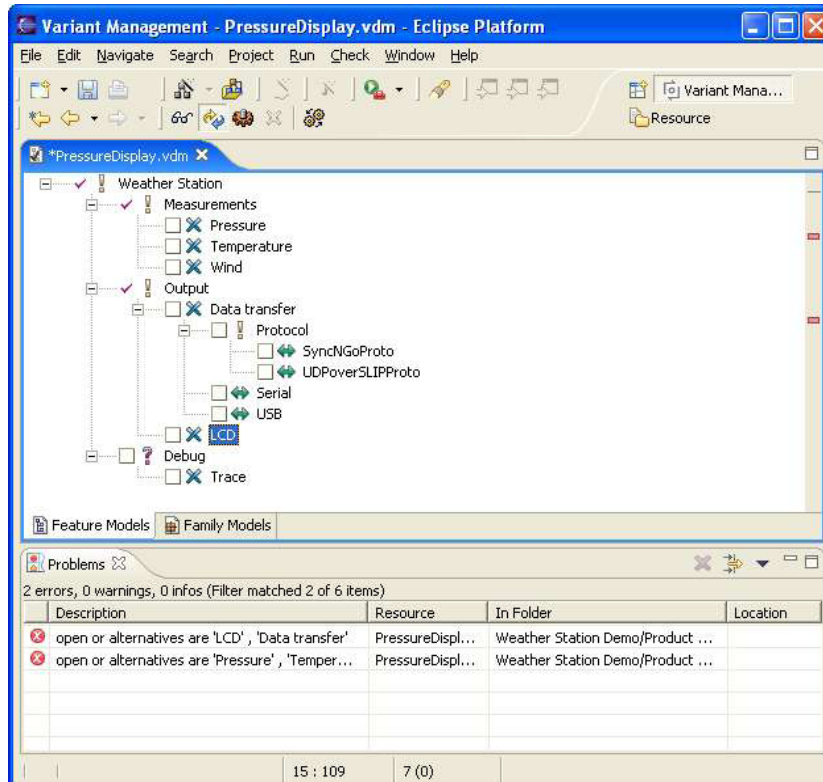 Variant Management - PressureDisplay.vdm - Eclipse Platform
File Edit Navigate Search Project Run Check Window Help
Variant Mana...
Resource
*PressureDisplay.vdm
Weather Station
Measurements
Pressure
Temperature
Wind
Output
Data transfer
Protocol
SyncNGoProto
UDPoverSLIPProto
Serial
USB
LCD
Debug
Trace
Feature Models Family Models
Problems
2 errors, 0 warnings, 0 infos (Filter matched 2 of 6 items)
Description Resource In Folder Location
open or alternatives are 'LCD' , 'Data transfer' PressureDispl... Weather Station Demo/Product ...
open or alternatives are 'Pressure' , 'Temper... PressureDispl... Weather Station Demo/Product ...
15 : 109 7 (0)